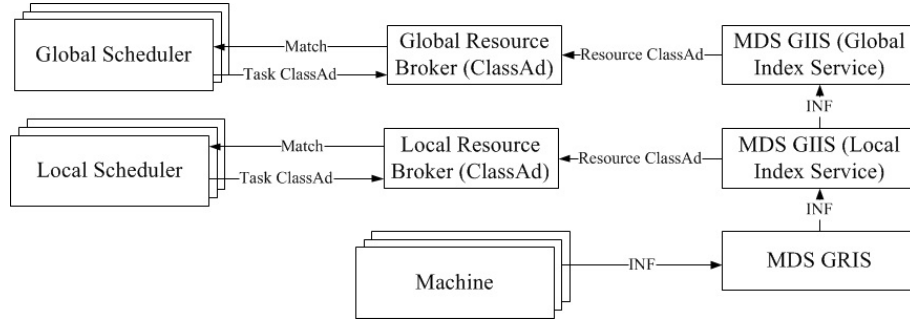 Global Scheduler
Match
Task ClassAd
Global Resource
Broker (ClassAd)
Resource ClassAd
MDS GIIS (Global
Index Service)
INF
Local Scheduler
Match
Task ClassAd
Local Resource
Broker (ClassAd)
Resource ClassAd
MDS GIIS (Local
Index Service)
INF
Machine
INF
MDS GRIS